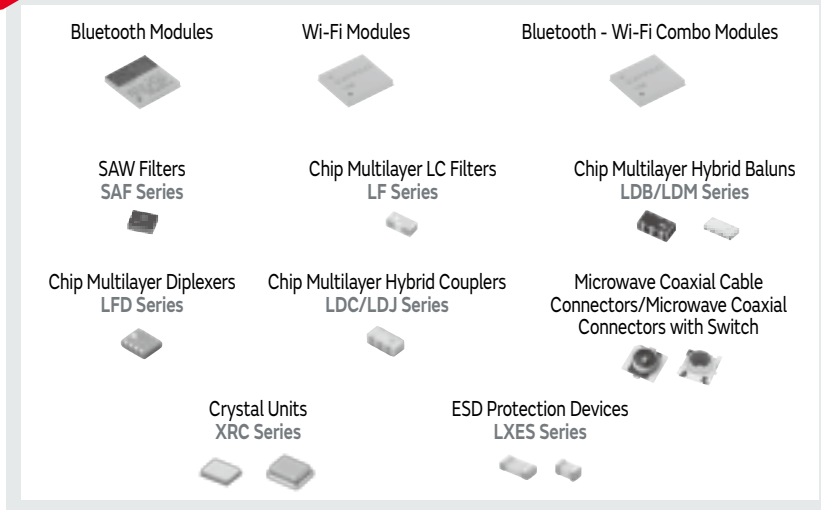 Bluetooth Modules
Wi-Fi Modules
Bluetooth - Wi-Fi Combo Modules
SAW Filters
SAF Series
Chip Multilayer LC Filters
LF Series
Chip Multilayer Hybrid Baluns
LDB/LDM Series
Chip Multilayer Diplexers
LFD Series
Chip Multilayer Hybrid Couplers
LDC/LDJ Series
Microwave Coaxial Cable
Connectors/Microwave Coaxial
Connectors with Switch
Crystal Units
XRC Series
ESD Protection Devices
LXES Series